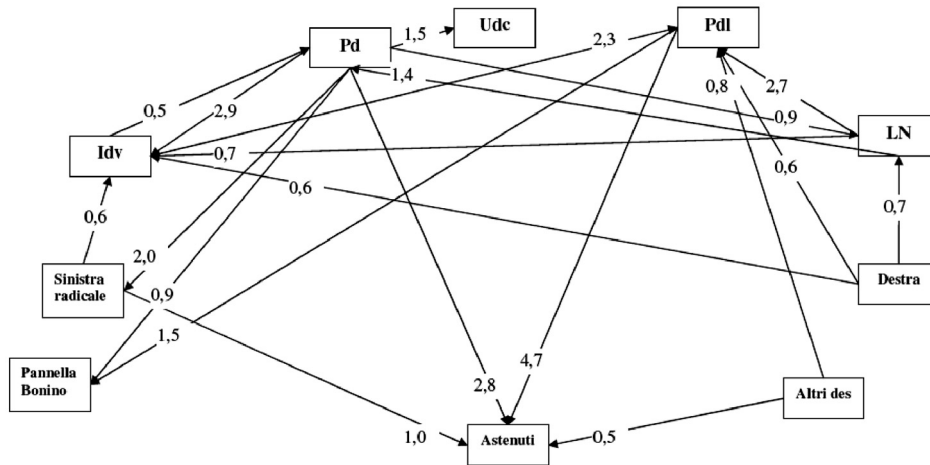 Udc
Pdl
Pd
1,5
2,3
1,4
0,8
2,7
0,5
2,9
0,9
LN
Idv
0,7
0,6
0,6
0,6
0,7
2,0
Sinistra
radicale
Destra
0,9
1,5
4,7
Pannella
Bonino
2,8
Altri des
1,0
Astenuti
0,5